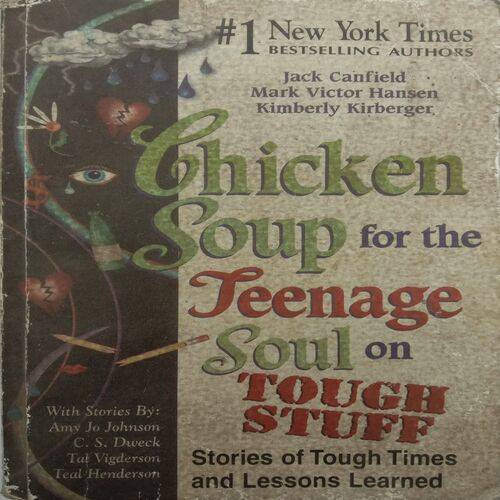 #1 New York Times
BESTSELLING AUTHORS
Jack Canfield
Mark Victor Hansen
Kimberly Kirberger
Chicken
Soup for the
Teenage
Soul on
TOUGH
STUFF
Stories of Tough Times
and Lessons Learned
With Stories By:
Amy Jo Johnson
C. S. Dweck
Tal Vigderson
Teal Henderson